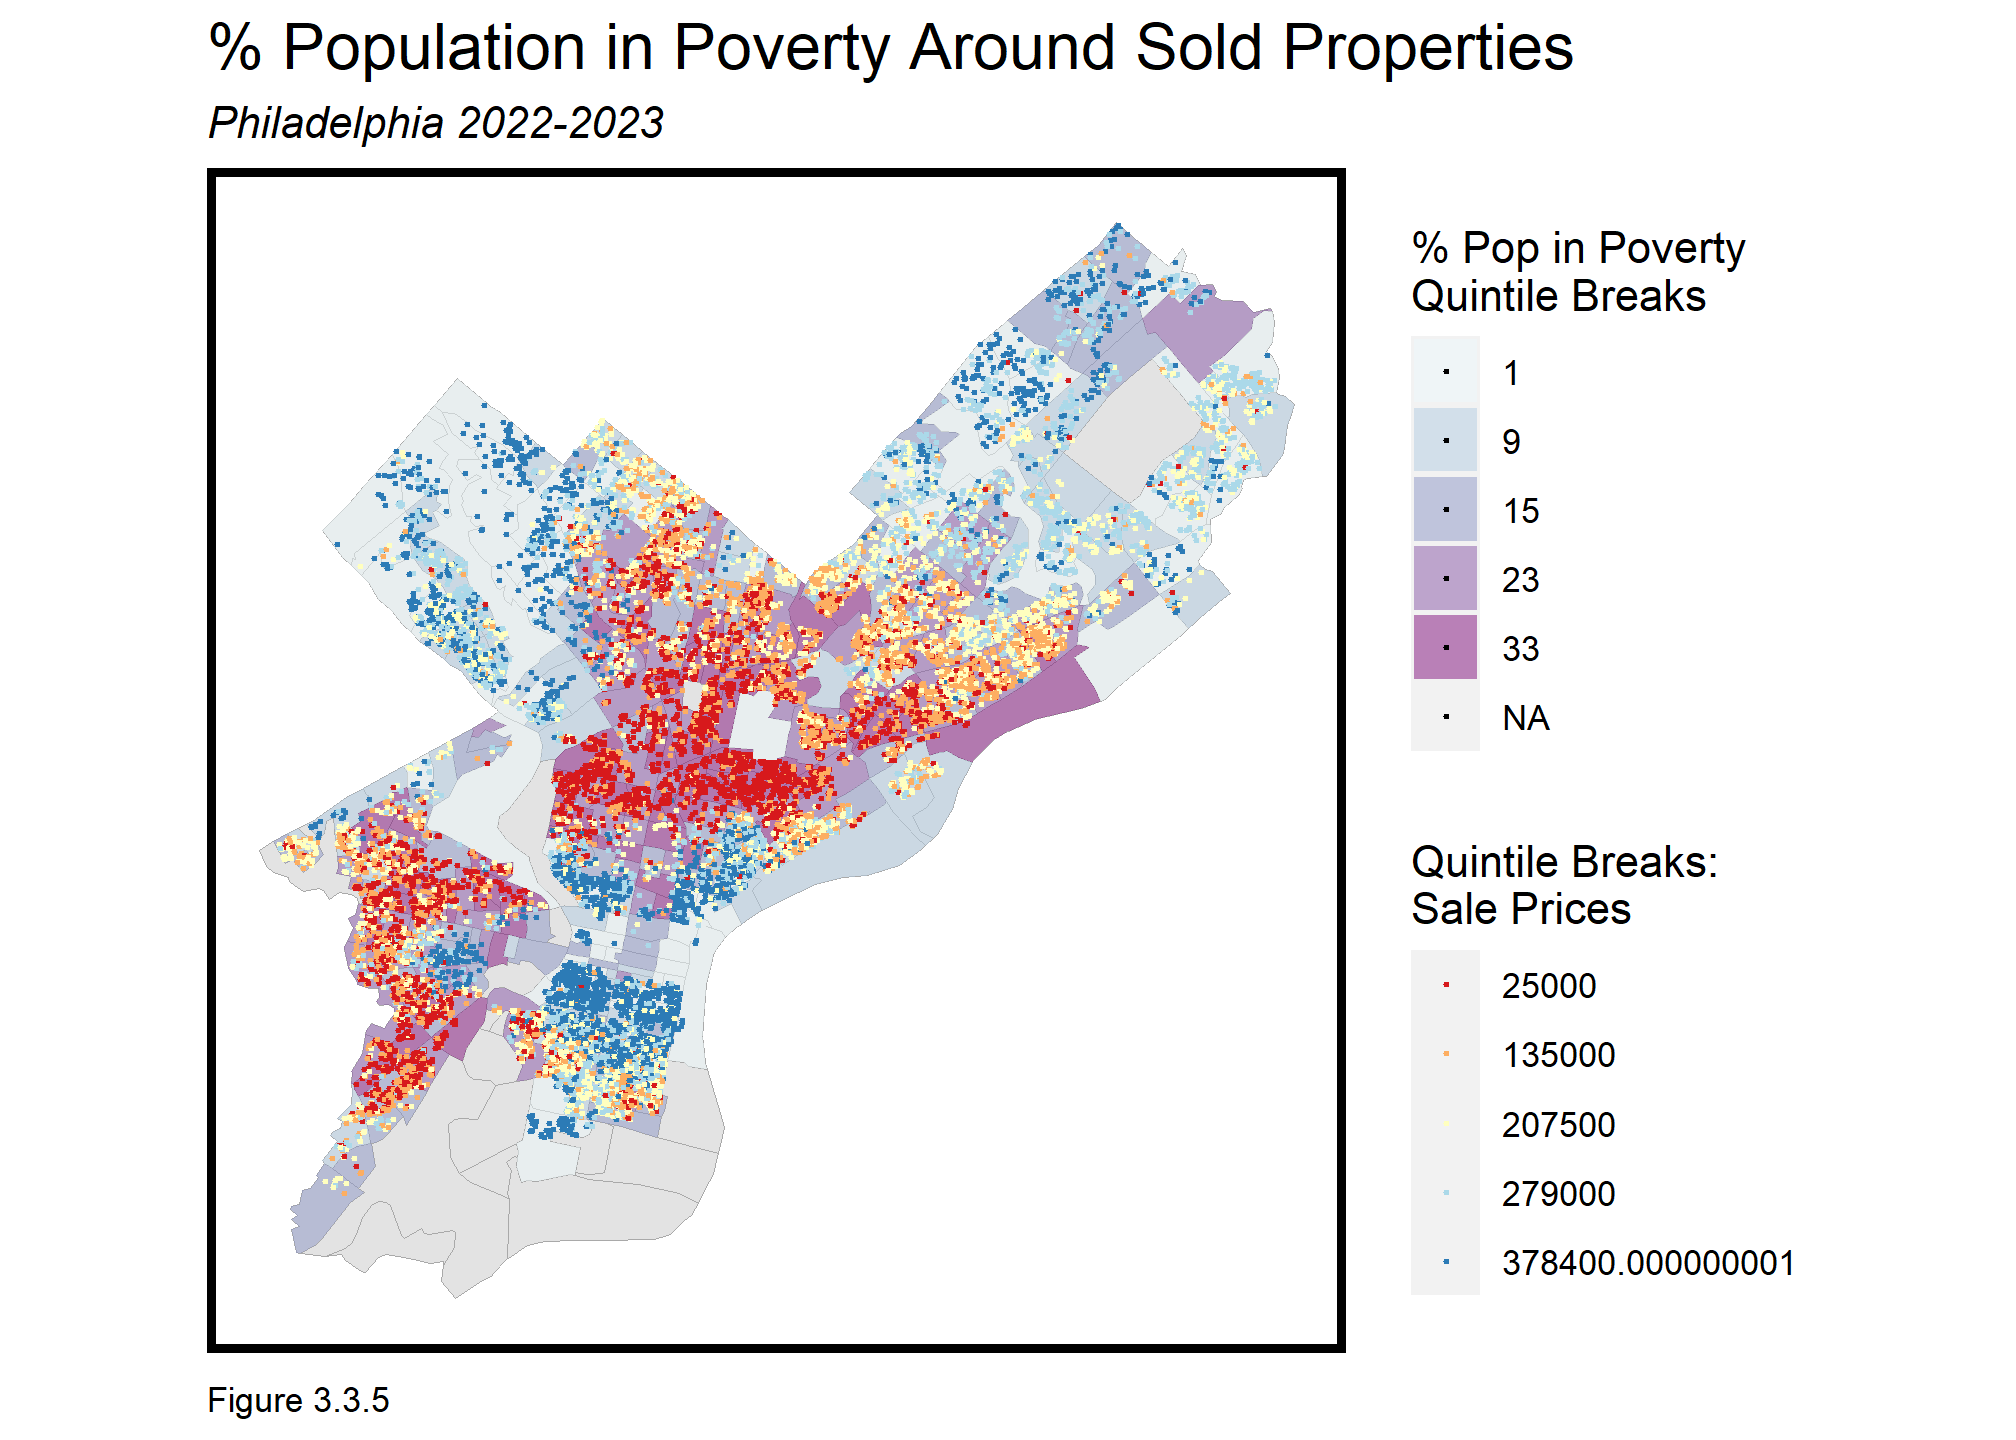 % Population in Poverty Around Sold Properties
Philadelphia 2022-2023
% Pop in Poverty
Quintile Breaks
1
9
15
23
33
NA
Quintile Breaks:
Sale Prices
25000
135000
207500
279000
378400.000000001
Figure 3.3.5